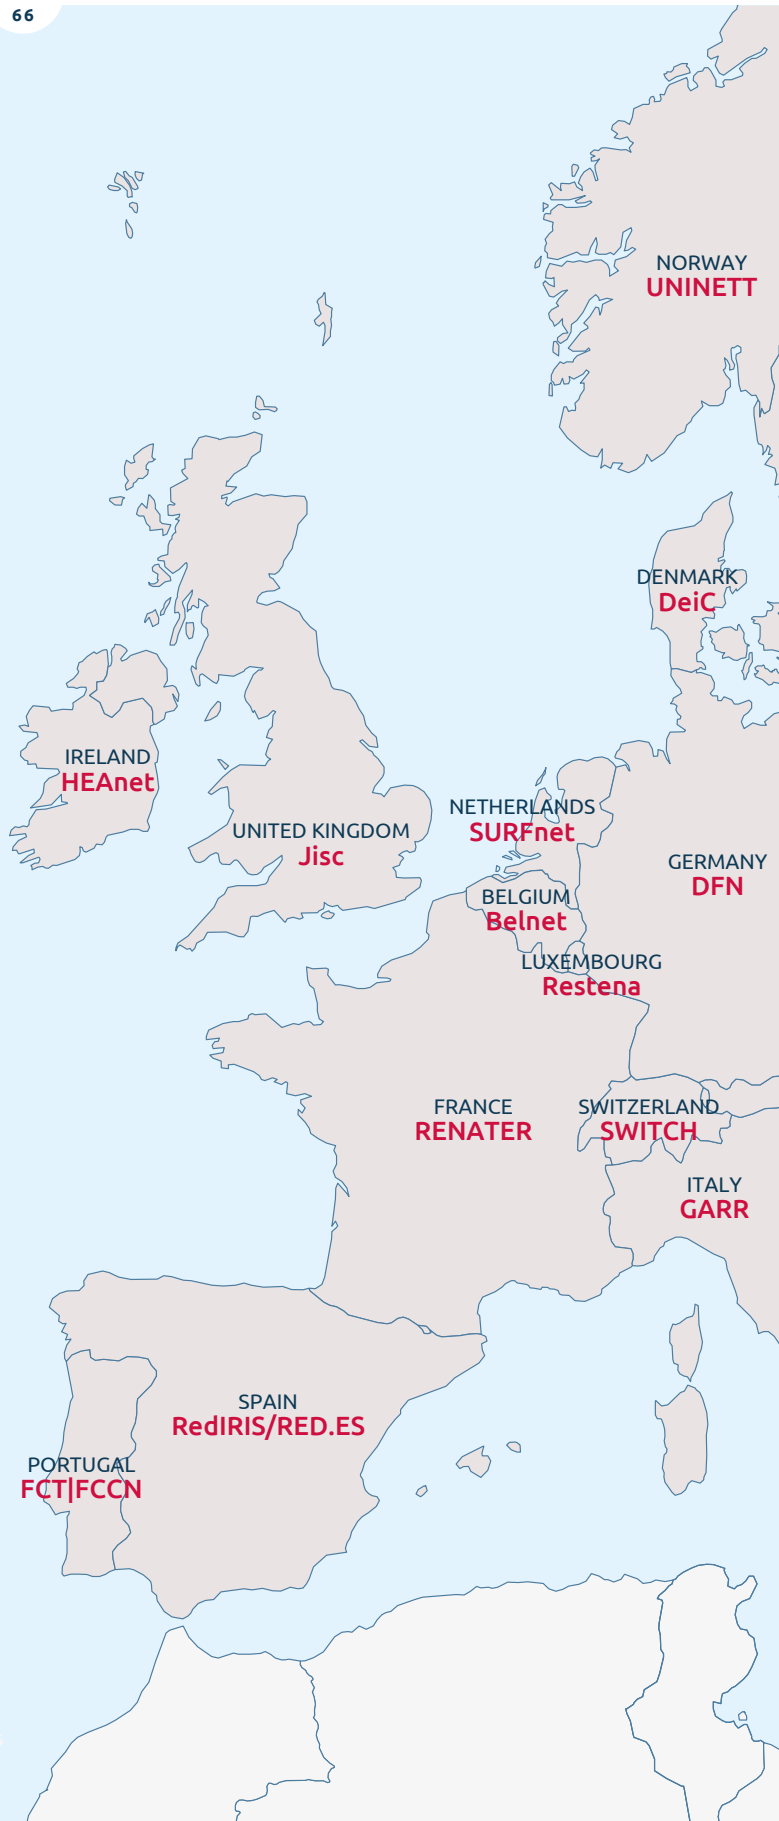 66
NORWAY
UNINETT
DENMARK
DeiC
IRELAND
HEAnet
UNITED KINGDOM
Jisc
NETHERLANDS
SURFnet
GERMANY
DFN
BELGIUM
Belnet
LUXEMBOURG
Restena
FRANCE
RENATER
SWITZERLAND
SWITCH
ITALY
GARR
SPAIN
RedIRIS/RED.ES
PORTUGAL
FCT|FCCN